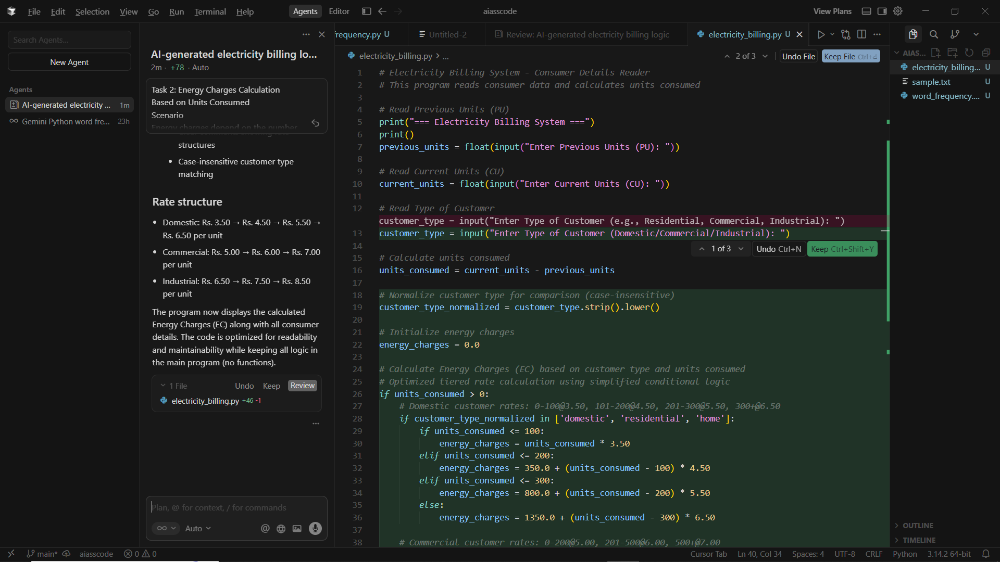 File Edit Selection View Go Run Terminal Help
Agents Editor
aiasscode
View Plans
Search Agents...
New Agent
Agents
AI-generated electricity ... 1m
Gemini Python word fre... 23h
AI-generated electricity billing lo...
2m · +78 · Auto
Task 2: Energy Charges Calculation
Based on Units Consumed
Scenario
Energy charges depend on the number
structures
• Case-insensitive customer type
matching
Rate structure
• Domestic: Rs. 3.50 → Rs. 4.50 → Rs. 5.50 →
Rs. 6.50 per unit
• Commercial: Rs. 5.00 → Rs. 6.00 → Rs. 7.00
per unit
• Industrial: Rs. 6.50 → Rs. 7.50 → Rs. 8.50
per unit
The program now displays the calculated
Energy Charges (EC) along with all consumer
details. The code is optimized for readability
and maintainability while keeping all logic in
the main program (no functions).
1 File Undo Keep Review
electricity_billing.py +46 -1
Plan, @ for context, / for commands
Auto
requency.py U
Untitled-2
Review: AI-generated electricity billing logic
electricity_billing.py U
electricity_billing.py > ...
2 of 3 Undo File Keep File Ctrl+⏎
1 # Electricity Billing System - Consumer Details Reader
2 # This program reads consumer data and calculates units consumed
3
4 # Read Previous Units (PU)
5 print("=== Electricity Billing System ===")
6 print()
7 previous_units = float(input("Enter Previous Units (PU): "))
8
9 # Read Current Units (CU)
10 current_units = float(input("Enter Current Units (CU): "))
11
12 # Read Type of Customer
customer_type = input("Enter Type of Customer (e.g., Residential, Commercial, Industrial): ")
13 customer_type = input("Enter Type of Customer (Domestic/Commercial/Industrial): ")
14
1 of 3 Undo Ctrl+N Keep Ctrl+Shift+Y
15 # Calculate units consumed
16 units_consumed = current_units - previous_units
17
18 # Normalize customer type for comparison (case-insensitive)
19 customer_type_normalized = customer_type.strip().lower()
20
21 # Initialize energy charges
22 energy_charges = 0.0
23
24 # Calculate Energy Charges (EC) based on customer type and units consumed
25 # Optimized tiered rate calculation using simplified conditional logic
26 if units_consumed > 0:
27 # Domestic customer rates: 0-100@3.50, 101-200@4.50, 201-300@5.50, 300+@6.50
28 if customer_type_normalized in ['domestic', 'residential', 'home']:
29 if units_consumed <= 100:
30 energy_charges = units_consumed * 3.50
31 elif units_consumed <= 200:
32 energy_charges = 350.0 + (units_consumed - 100) * 4.50
33 elif units_consumed <= 300:
34 energy_charges = 800.0 + (units_consumed - 200) * 5.50
35 else:
36 energy_charges = 1350.0 + (units_consumed - 300) * 6.50
37
38 # Commercial customer rates: 0-200@5.00, 201-500@6.00, 500+@7.00
AIAS...
electricity_billing... U
sample.txt U
word_frequency.... U
OUTLINE
TIMELINE
main* aiasscode 0 0
Cursor Tab Ln 40, Col 34 Spaces: 4 UTF-8 CRLF Python 3.14.2 64-bit